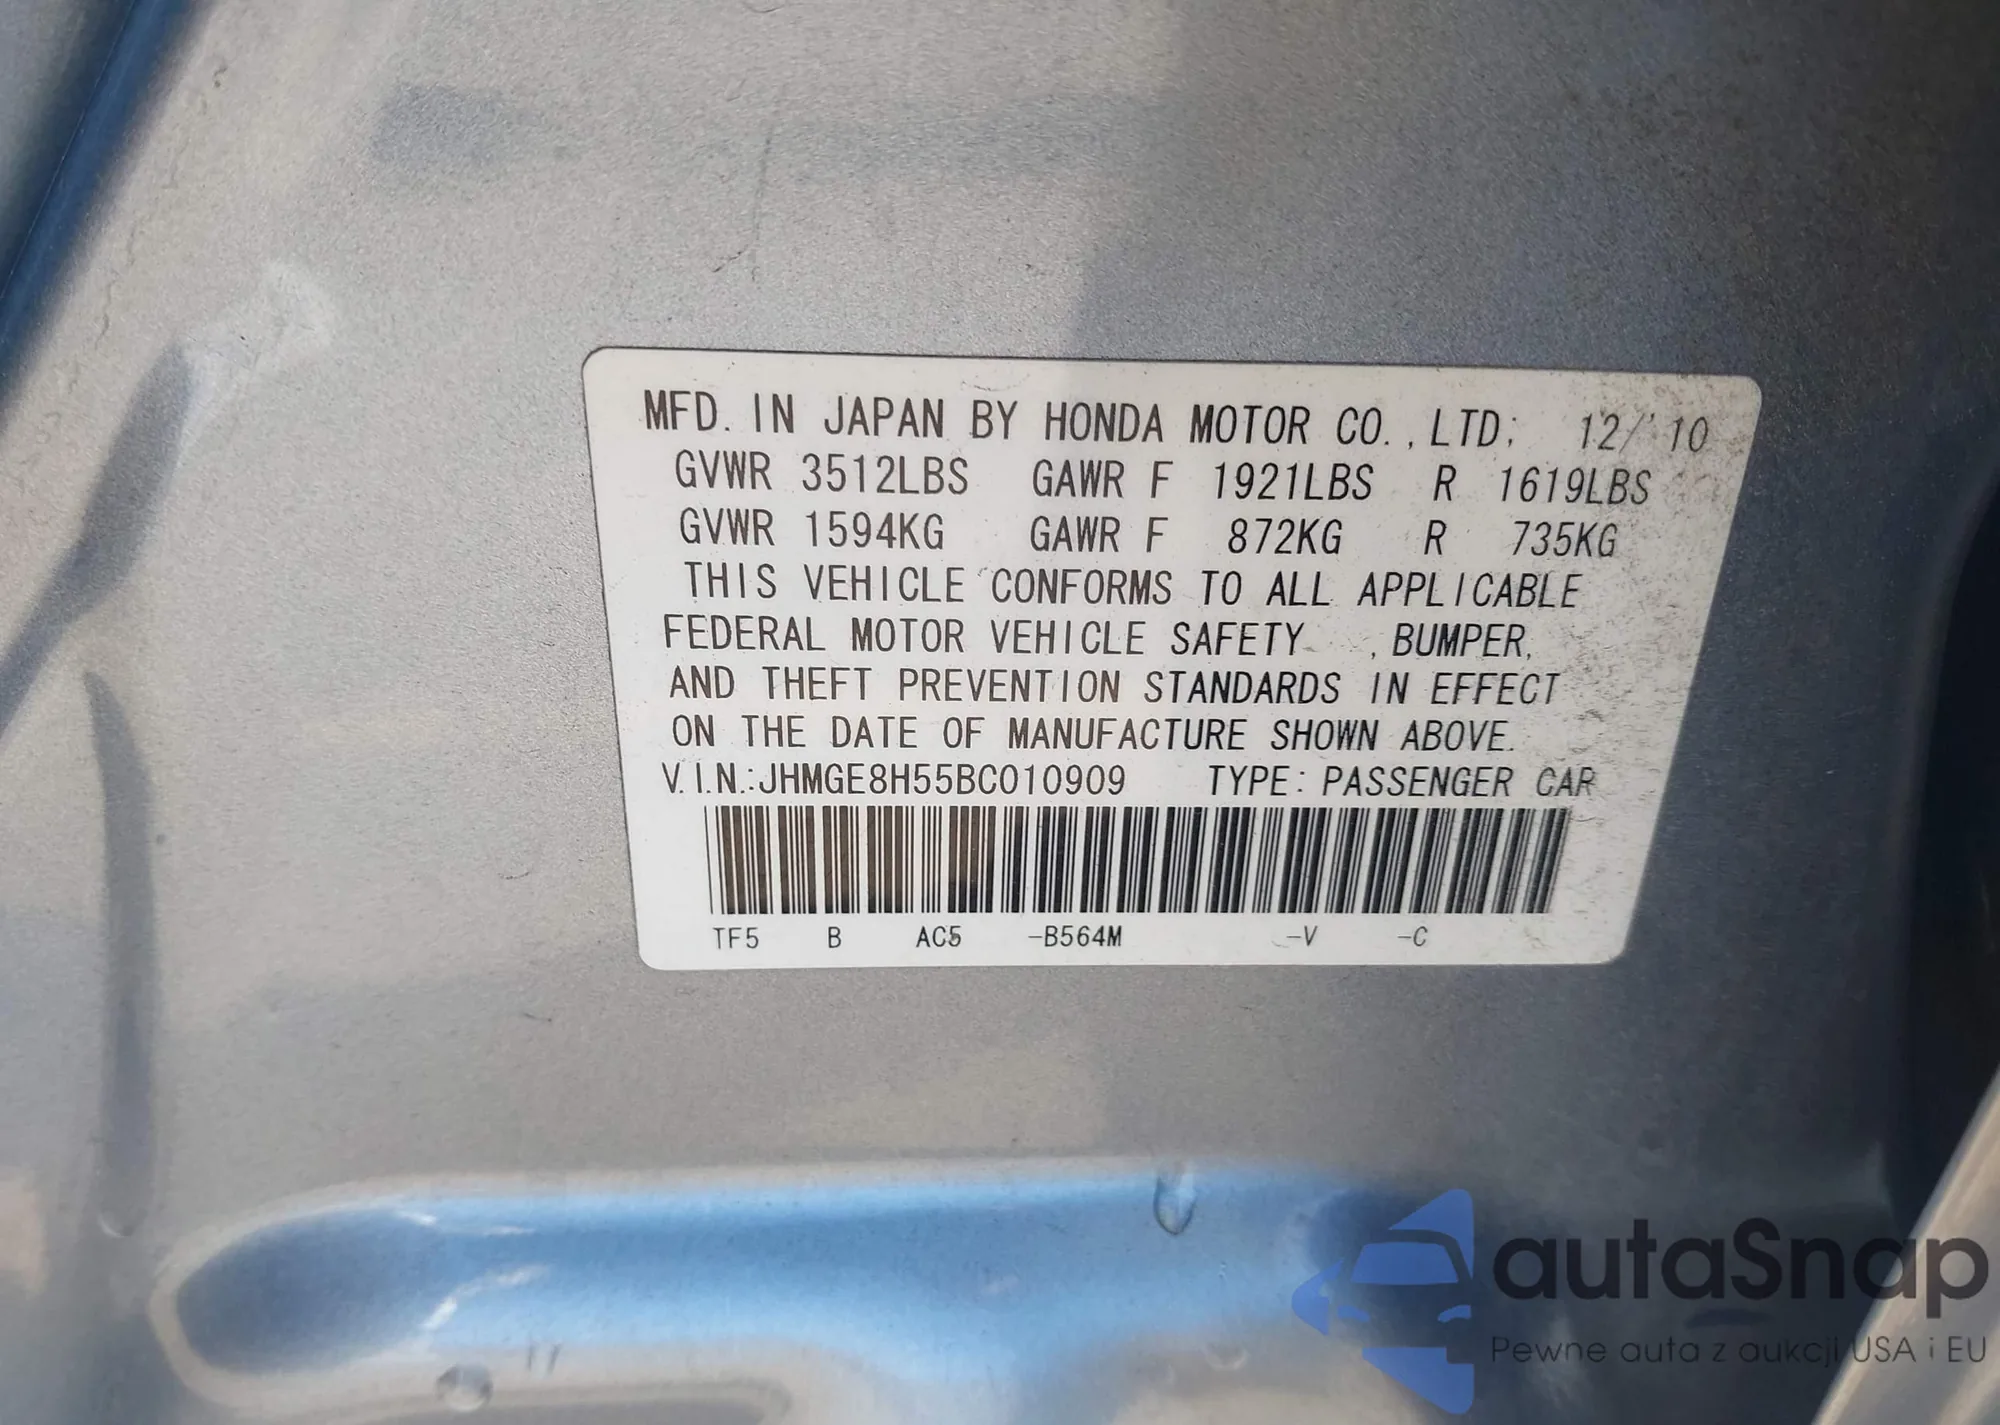 MFD. IN JAPAN BY HONDA MOTOR CO.,LTD: 12/'10
GVWR 3512LBS GAWR F 1921LBS R 1619LBS
GVWR 1594KG GAWR F 872KG R 735KG
THIS VEHICLE CONFORMS TO ALL APPLICABLE
FEDERAL MOTOR VEHICLE SAFETY , BUMPER,
AND THEFT PREVENTION STANDARDS IN EFFECT
ON THE DATE OF MANUFACTURE SHOWN ABOVE.
V.I.N.:JHMGE8H55BC010909 TYPE: PASSENGER CAR
TF5 B AC5 -B564M -V -C
autaSnap
Pewne auta z aukcji USA i EU